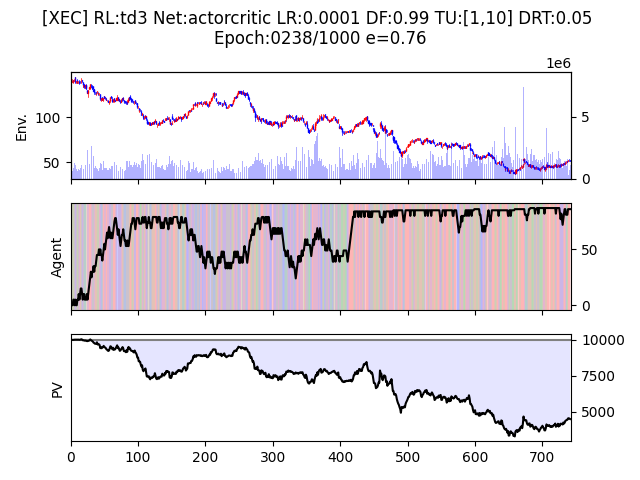 [XEC] RL:td3 Net:actorcritic LR:0.0001 DF:0.99 TU:[1,10] DRT:0.05
Epoch:0238/1000 e=0.76
1e6
Env.
100
50
5
0
Agent
50
0
PV
10000
7500
5000
0 100 200 300 400 500 600 700